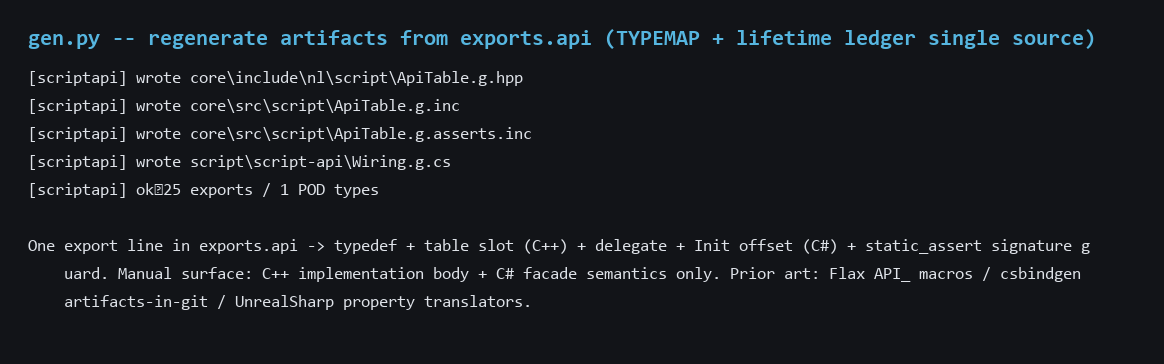 gen.py -- regenerate artifacts from exports.api (TYPEMAP + lifetime ledger single source)
[scriptapi] wrote core\include\nl\script\ApiTable.g.hpp
[scriptapi] wrote core\src\script\ApiTable.g.inc
[scriptapi] wrote core\src\script\ApiTable.g.asserts.inc
[scriptapi] wrote script\script-api\Wiring.g.cs
[scriptapi] ok 25 exports / 1 POD types
One export line in exports.api -> typedef + table slot (C++) + delegate + Init offset (C#) + static_assert signature g
uard. Manual surface: C++ implementation body + C# facade semantics only. Prior art: Flax API_ macros / csbindgen
artifacts-in-git / UnrealSharp property translators.